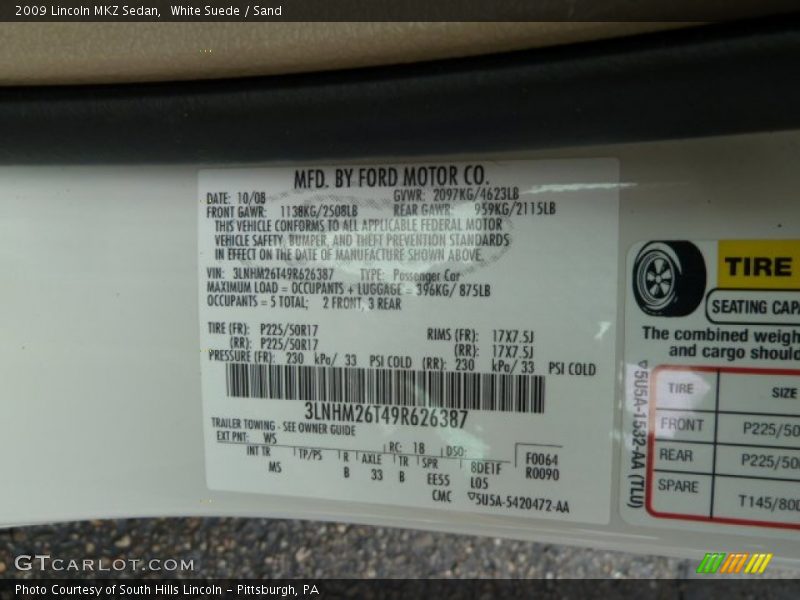 2009 Lincoln MKZ Sedan, White Suede / Sand
MFD. BY FORD MOTOR CO.
DATE: 10/08 GVWR: 2097KG/4623LB
FRONT GAWR: 1138KG/2508LB REAR GAWR: 959KG/2115LB
THIS VEHICLE CONFORMS TO ALL APPLICABLE FEDERAL MOTOR
VEHICLE SAFETY, BUMPER, AND THEFT PREVENTION STANDARDS
IN EFFECT ON THE DATE OF MANUFACTURE SHOWN ABOVE.
VIN: 3LNHM26T49R626387 TYPE: Passenger Car
MAXIMUM LOAD = OCCUPANTS + LUGGAGE = 396KG/ 875LB
OCCUPANTS = 5 TOTAL; 2 FRONT, 3 REAR
TIRE (FR): P225/50R17 RIMS (FR): 17X7.5J
(RR): P225/50R17 (RR): 17X7.5J
PRESSURE (FR): 230 kPa/ 33 PSI COLD (RR): 230 kPa/ 33 PSI COLD
3LNHM26T49R626387
TRAILER TOWING - SEE OWNER GUIDE
EXT PNT: WS RC: 18 DSO: F0064
INT TR TP/PS R AXLE TR SPR 8DE1F R0090
MS B 33 B EE5S L05
CMC 5U5A-5420472-AA
TIRE
SEATING CAPA
The combined weigh
and cargo should
5U5A-1532-AA (TLU)
TIRE SIZE
FRONT P225/50
REAR P225/50
SPARE T145/80D
GTCARLOT.COM
Photo Courtesy of South Hills Lincoln - Pittsburgh, PA